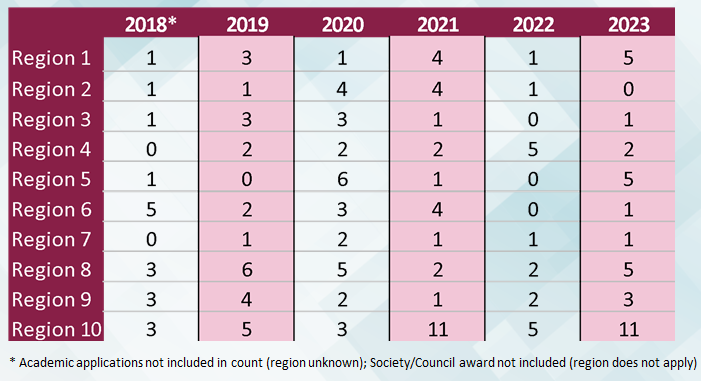 2018* 2019 2020 2021 2022 2023
Region 1 1 3 1 4 1 5
Region 2 1 1 4 4 1 0
Region 3 1 3 3 1 0 1
Region 4 0 2 2 2 5 2
Region 5 1 0 6 1 0 5
Region 6 5 2 3 4 0 1
Region 7 0 1 2 1 1 1
Region 8 3 6 5 2 2 5
Region 9 3 4 2 1 2 3
Region 10 3 5 3 11 5 11
* Academic applications not included in count (region unknown); Society/Council award not included (region does not apply)